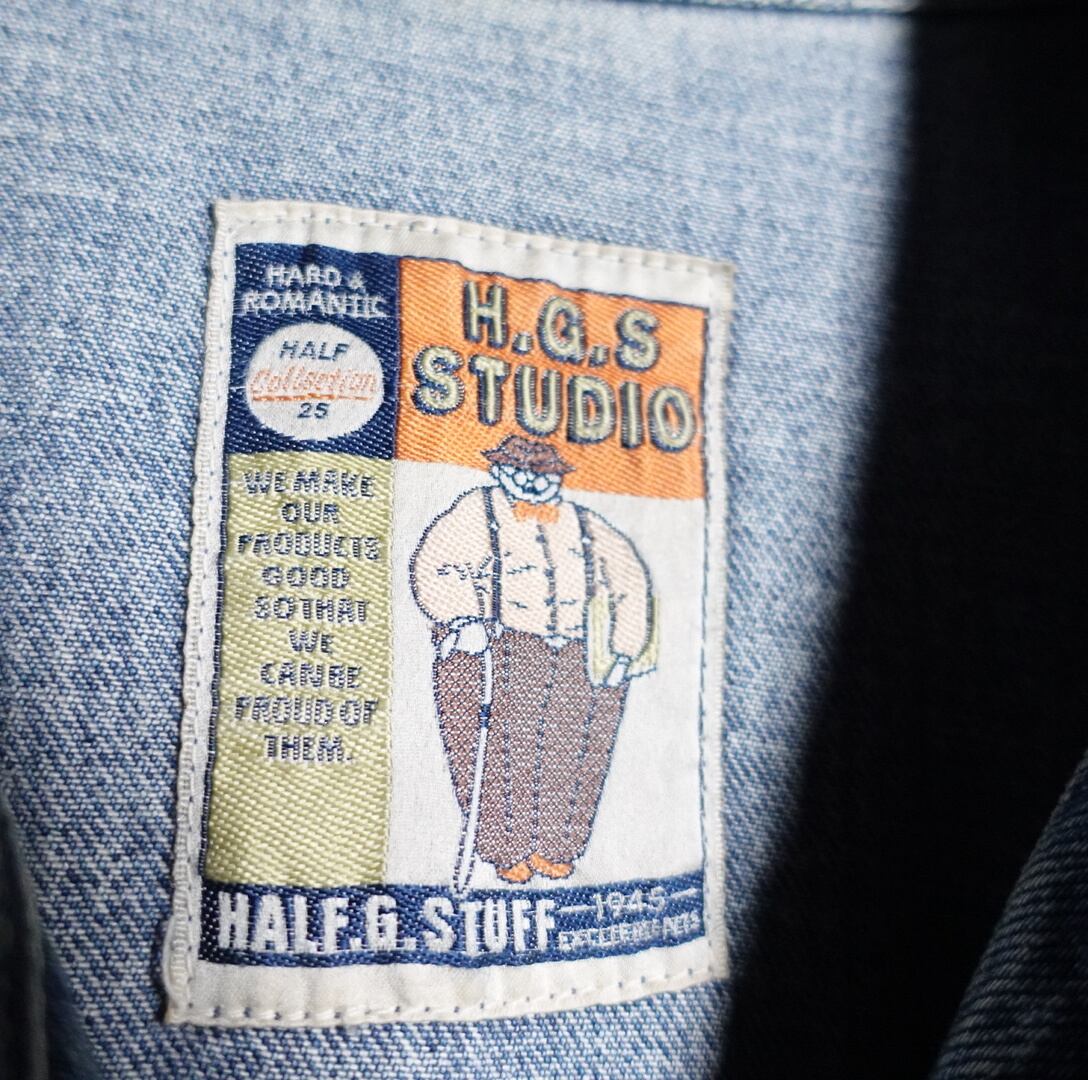 HARD &
ROMANTIC
HALF
Collection
25
H.G.S
STUDIO
WE MAKE
OUR
PRODUCTS
GOOD
SO THAT
WE
CAN BE
PROUD OF
THEM.
HALF.G.STUFF
1945